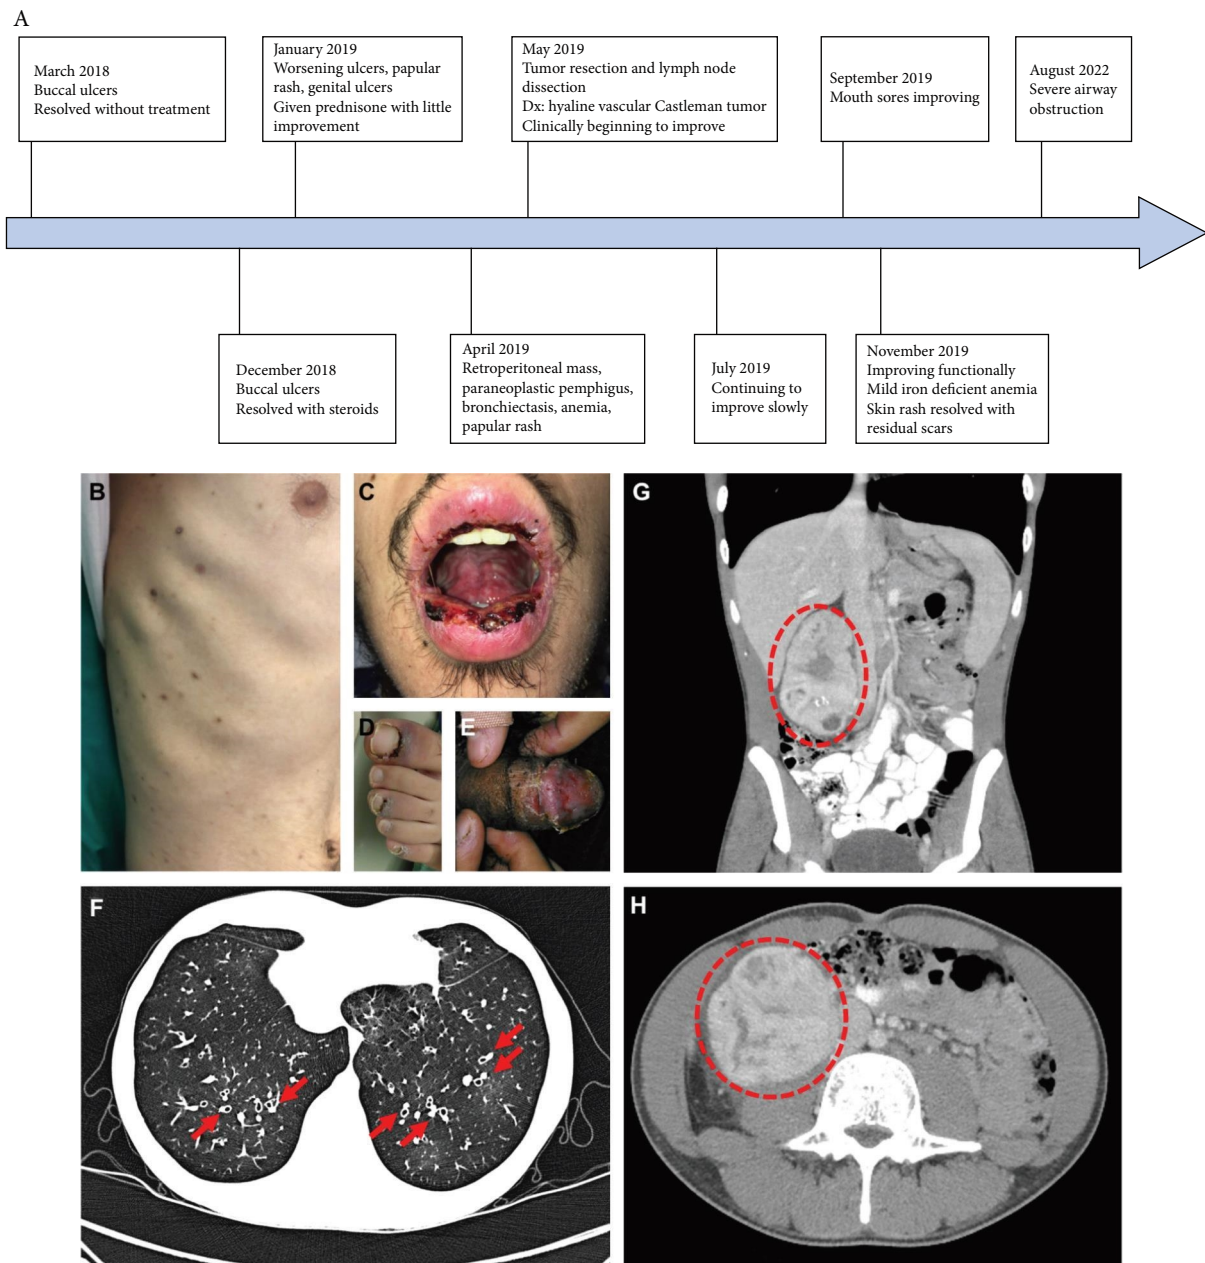 A
March 2018
Buccal ulcers
Resolved without treatment
January 2019
Worsening ulcers, papular
rash, genital ulcers
Given prednisone with little
improvement
May 2019
Tumor resection and lymph node
dissection
Dx: hyaline vascular Castleman tumor
Clinically beginning to improve
September 2019
Mouth sores improving
August 2022
Severe airway
obstruction
December 2018
Buccal ulcers
Resolved with steroids
April 2019
Retroperitoneal mass,
paraneoplastic pemphigus,
bronchiectasis, anemia,
papular rash
July 2019
Continuing to
improve slowly
November 2019
Improving functionally
Mild iron deficient anemia
Skin rash resolved with
residual scars
B
C
D
E
F
G
H